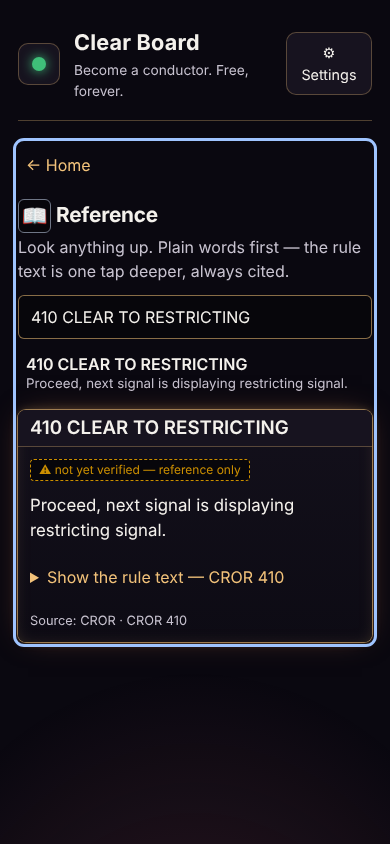 Clear Board
Become a conductor. Free,
forever.
⚙
Settings
← Home
📖 Reference
Look anything up. Plain words first — the rule
text is one tap deeper, always cited.
410 CLEAR TO RESTRICTING
410 CLEAR TO RESTRICTING
Proceed, next signal is displaying restricting signal.
410 CLEAR TO RESTRICTING
⚠ not yet verified — reference only
Proceed, next signal is displaying
restricting signal.
▶ Show the rule text — CROR 410
Source: CROR · CROR 410